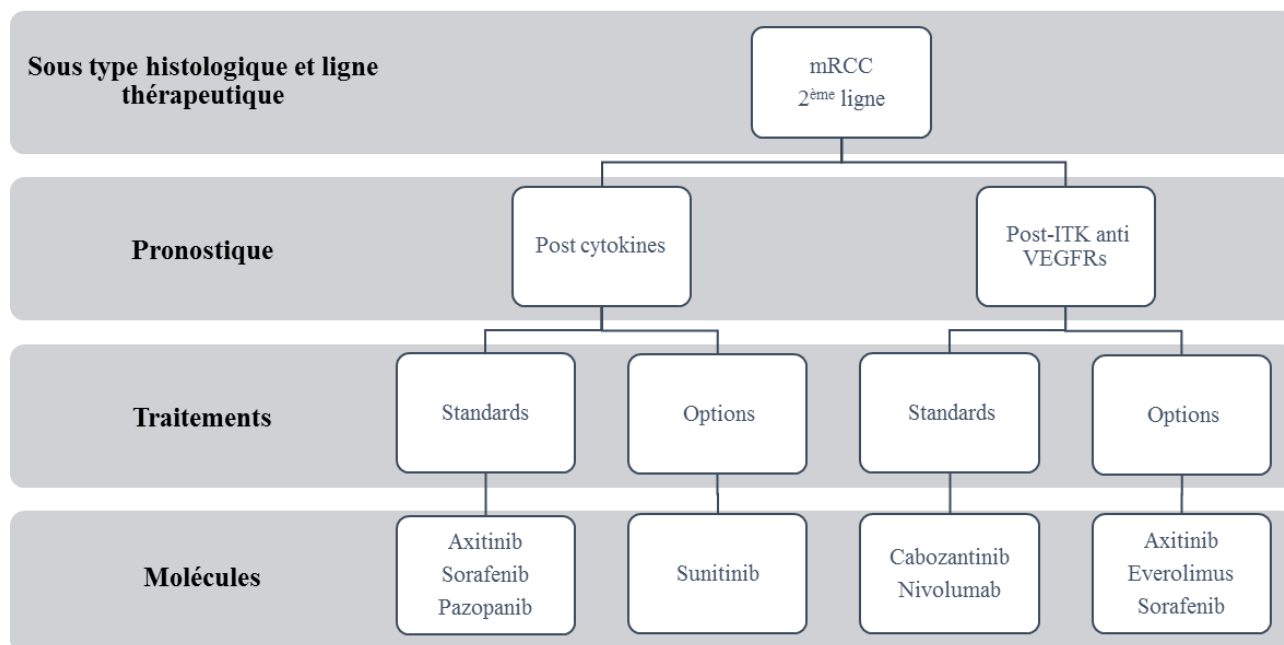 Sous type histologique et ligne
thérapeutique
mRCC
2ème ligne
Pronostique
Post cytokines
Post-ITK anti
VEGFRs
Traitements
Standards
Options
Standards
Options
Molécules
Axitinib
Sorafenib
Pazopanib
Sunitinib
Cabozantinib
Nivolumab
Axitinib
Everolimus
Sorafenib